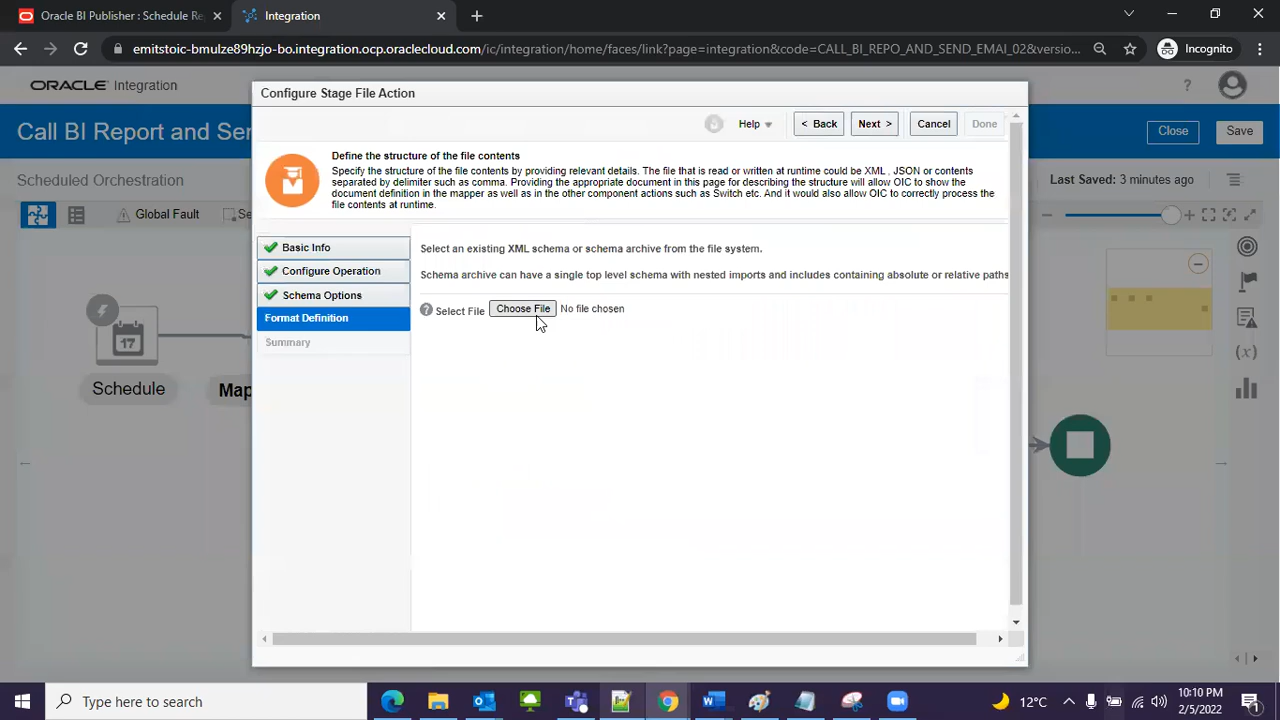 Oracle BI Publisher : Schedule Re
Integration
emitstoic-bmulze89hzjo-bo.integration.ocp.oraclecloud.com/ic/integration/home/faces/link?page=integration&code=CALL_BI_REPO_AND_SEND_EMAI_02&versio...
Incognito
ORACLE Integration
?
Call BI Report and Sen
Close
Save
Scheduled Orchestration
Last Saved: 3 minutes ago
Global Fault
Se
Configure Stage File Action
Help
< Back
Next >
Cancel
Done
Define the structure of the file contents
Specify the structure of the file contents by providing relevant details. The file that is read or written at runtime could be XML , JSON or contents
separated by delimiter such as comma. Providing the appropriate document in this page for describing the structure will allow OIC to show the
document definition in the mapper as well as in the other component actions such as Switch etc. And it would also allow OIC to correctly process the
file contents at runtime.
Basic Info
Configure Operation
Schema Options
Format Definition
Summary
Select an existing XML schema or schema archive from the file system.
Schema archive can have a single top level schema with nested imports and includes containing absolute or relative paths
? Select File
Choose File
No file chosen
17
Schedule
Map
(x)
Type here to search
12°C
10:10 PM
2/5/2022
1